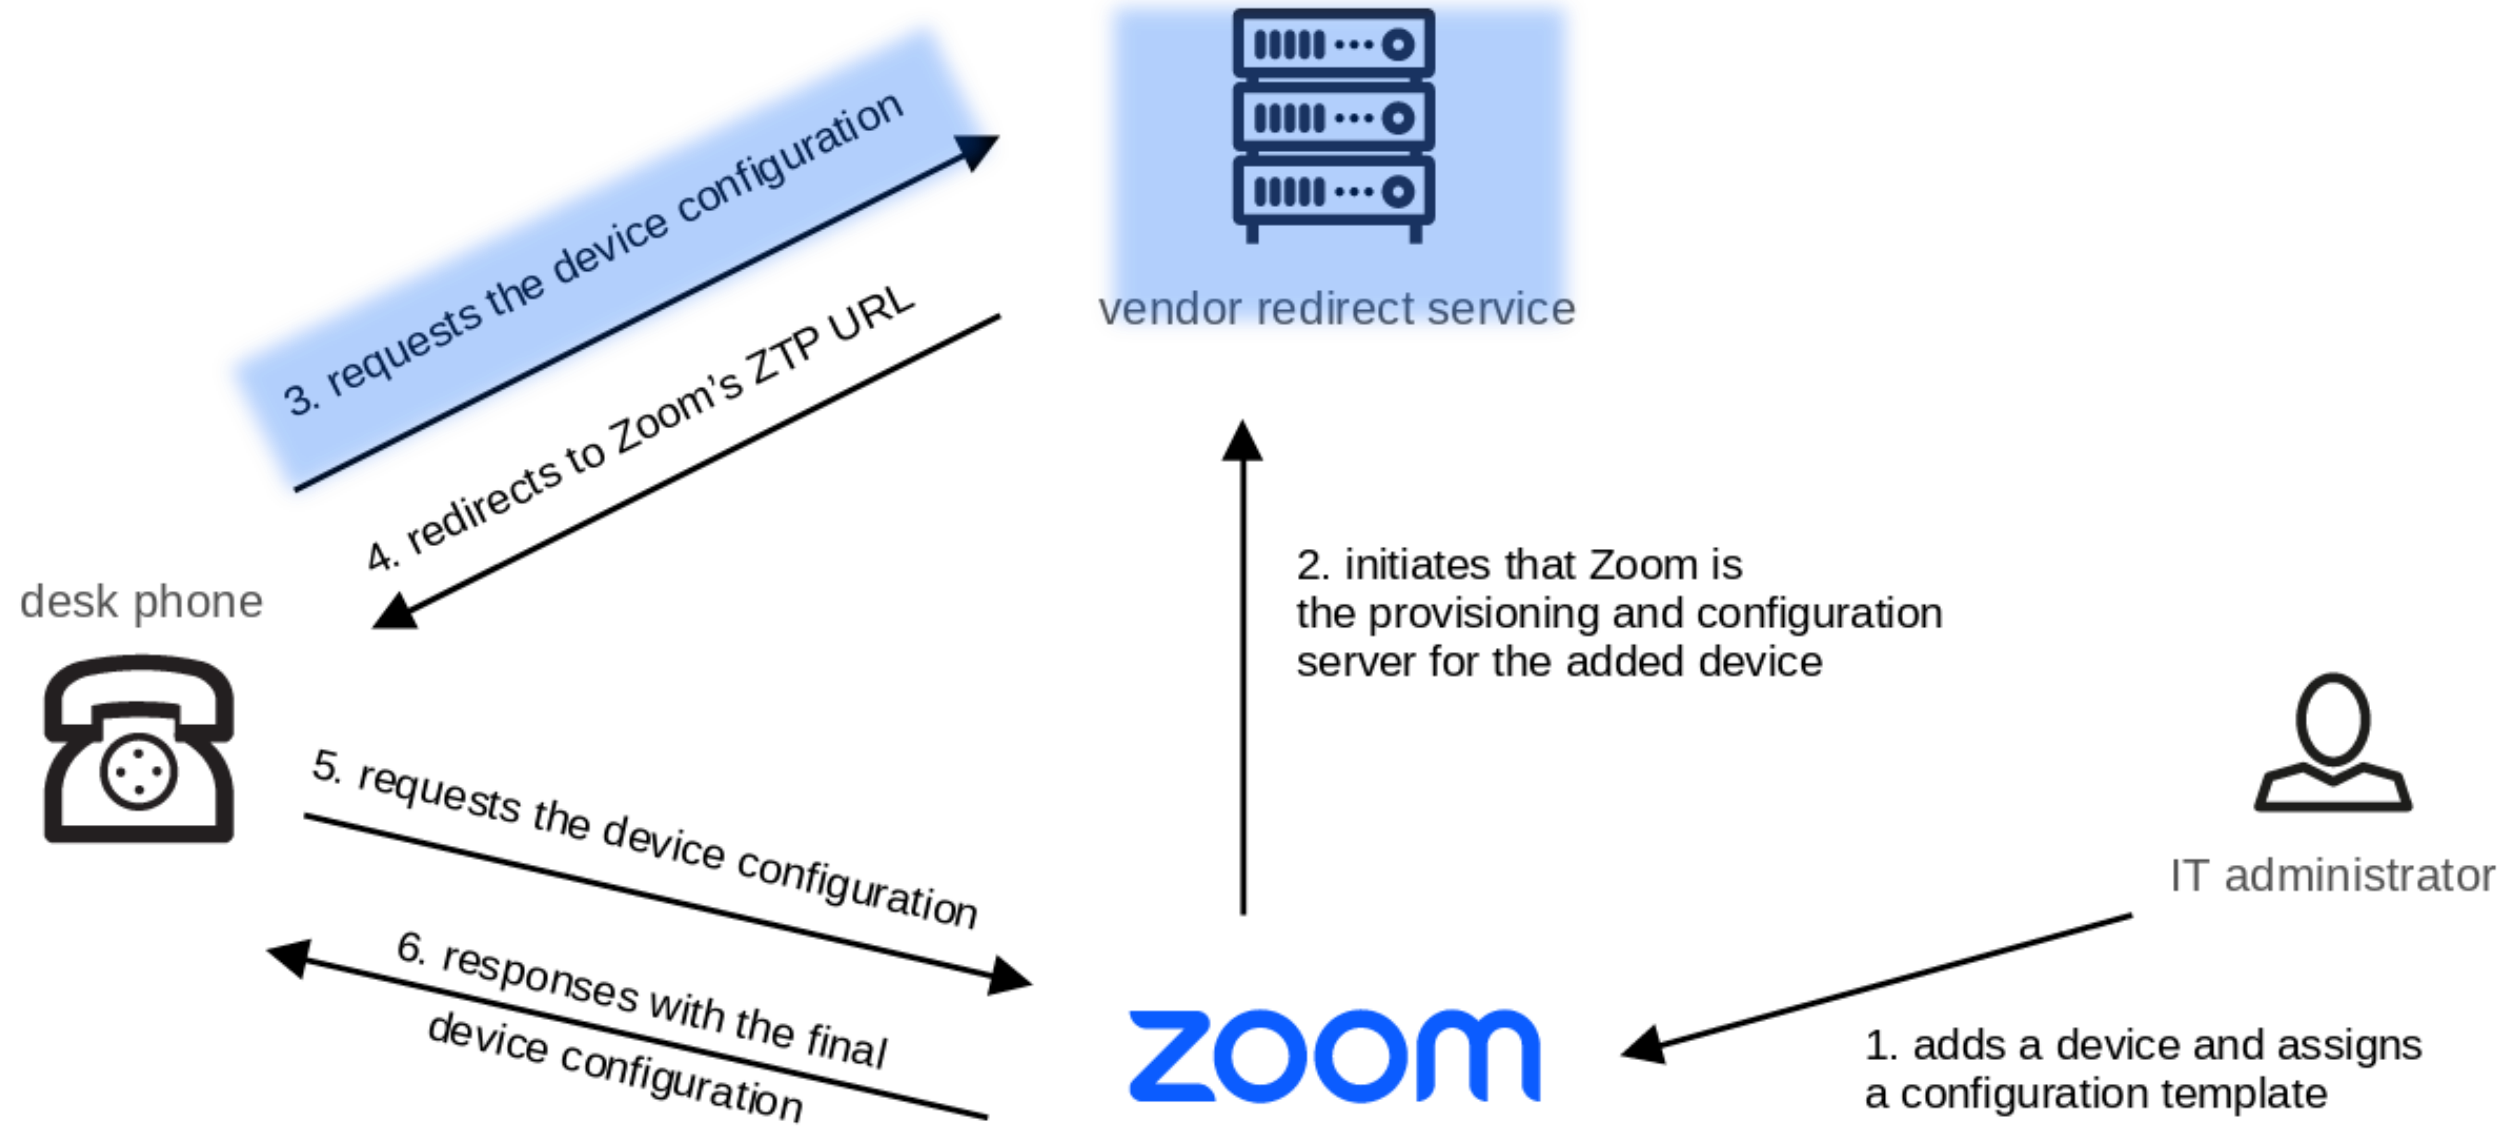 3. requests the device configuration
vendor redirect service
4. redirects to Zoom’s ZTP URL
desk phone
2. initiates that Zoom is
the provisioning and configuration
server for the added device
5. requests the device configuration
IT administrator
6. responses with the final
device configuration
zoom
1. adds a device and assigns
a configuration template